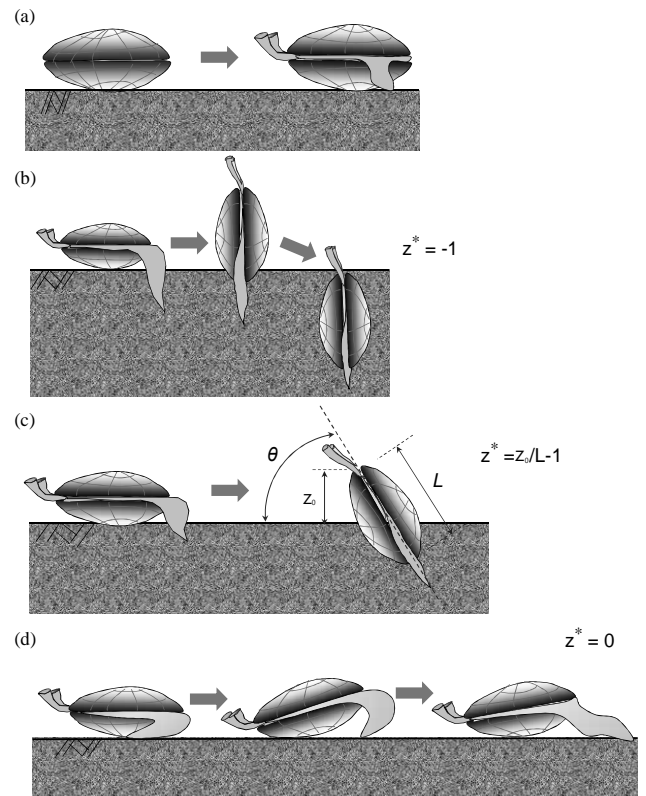 (a)
(b)
z* = -1
(c)
θ
z₀
L
z* =z₀/L-1
(d)
z* = 0